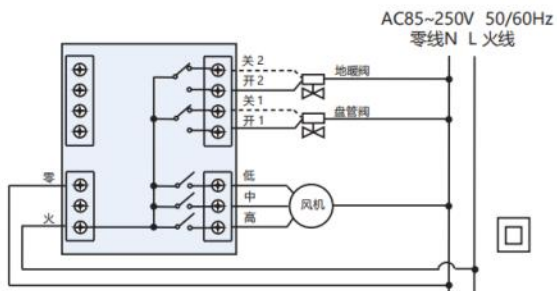 AC85~250V 50/60Hz
零线N L 火线
关 2
地暖阀
开 2
关 1
盘管阀
开 1
零
低
中
风机
火
高